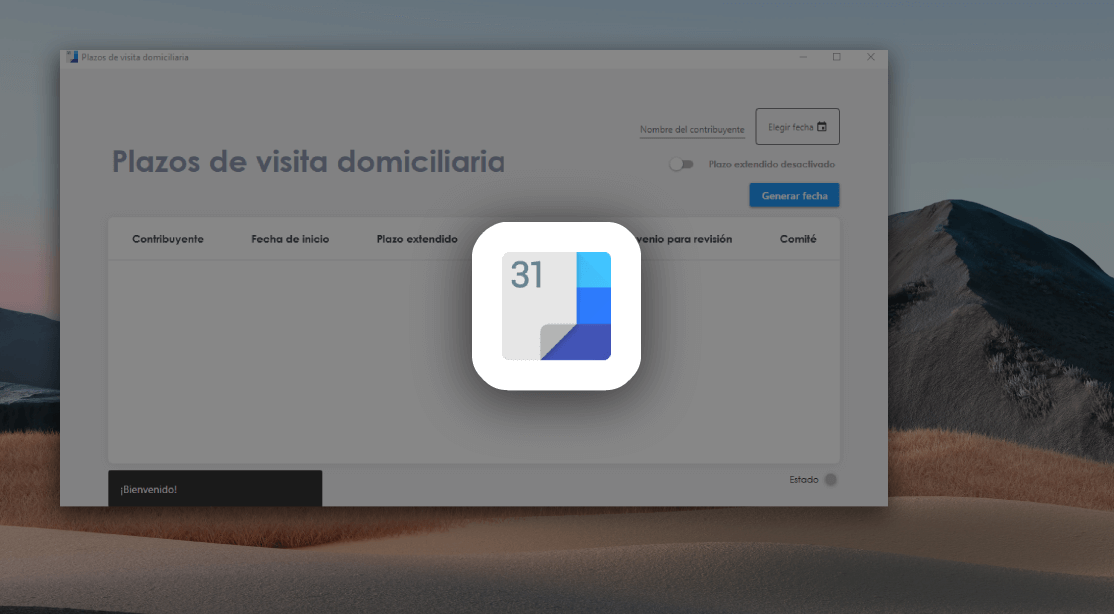 Plazos de visita domiciliaria
Nombre del contribuyente
Elegir fecha
Plazos de visita domiciliaria
Plazo extendido desactivado
Generar fecha
Contribuyente
Fecha de inicio
Plazo extendido
venio para revisión
Comité
31
Estado
¡Bienvenido!